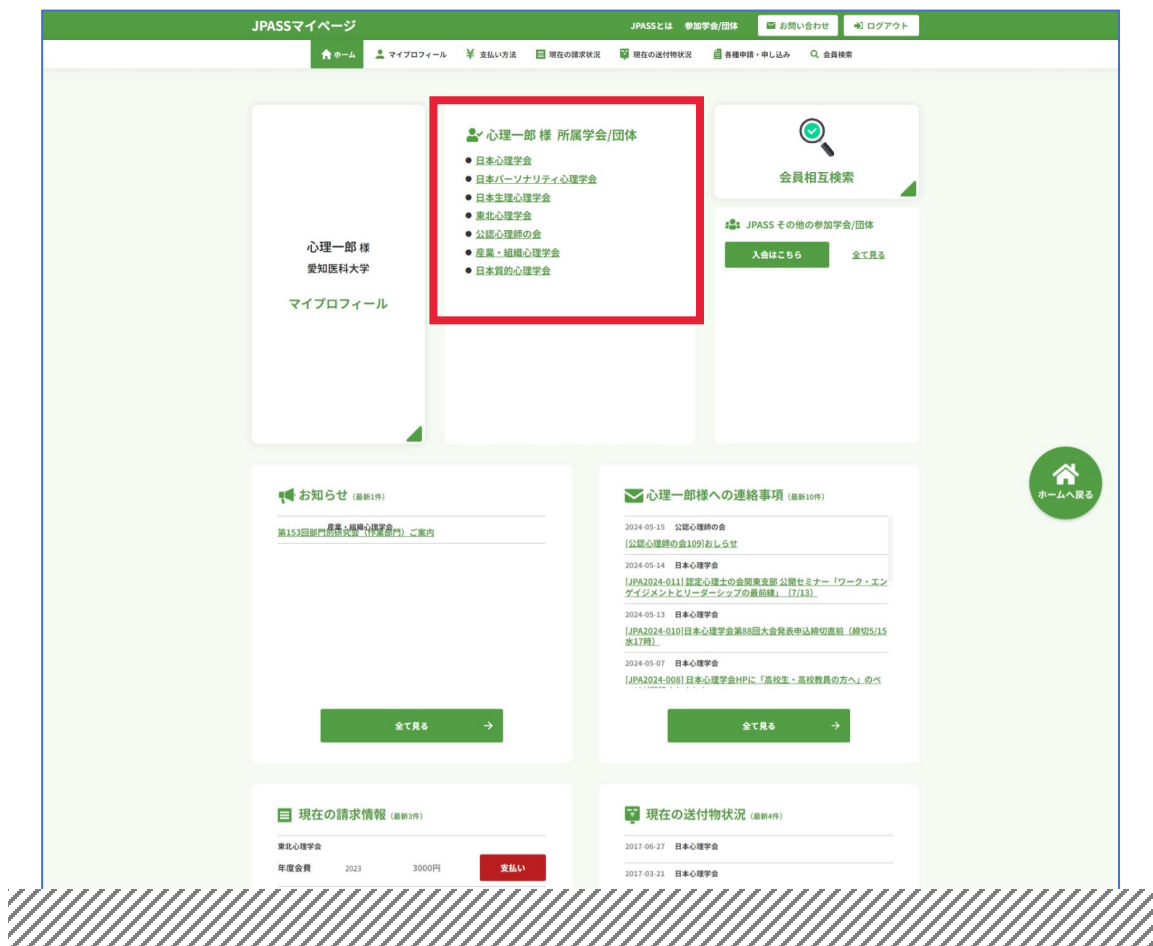 JPASSマイページ
JPASSとは 参加学会/団体 お問い合わせ ログアウト
ホーム マイプロフィール 支払い方法 現在の請求状況 現在の送付物状況 各種申請・申し込み 会員検索
心理一郎 様
愛知医科大学
マイプロフィール
心理一郎 様 所属学会/団体
日本心理学会
日本パーソナリティ心理学会
日本生理心理学会
東北心理学会
公認心理師の会
産業・組織心理学会
日本質的心理学会
会員相互検索
JPASS その他の参加学会/団体
入会はこちら 全て見る
ホームへ戻る
お知らせ (最新1件)
産業・組織心理学会
第153回部門別研究会(作業部門)ご案内
全て見る
心理一郎様への連絡事項 (最新10件)
2024-05-15 公認心理師の会
[公認心理師の会109]おしらせ
2024-05-14 日本心理学会
[JPA2024-011] 認定心理士の会関東支部 公開セミナー「ワーク・エン
ゲイジメントとリーダーシップの最前線」(7/13)
2024-05-13 日本心理学会
[JPA2024-010]日本心理学会第88回大会発表申込締切直前(締切5/15
水17時)
2024-05-07 日本心理学会
[JPA2024-008] 日本心理学会HPに「高校生・高校教員の方へ」のペ
全て見る
現在の請求情報 (最新3件)
東北心理学会
年度会費 2023 3000円 支払い
現在の送付物状況 (最新4件)
2017-06-27 日本心理学会
2017-03-21 日本心理学会